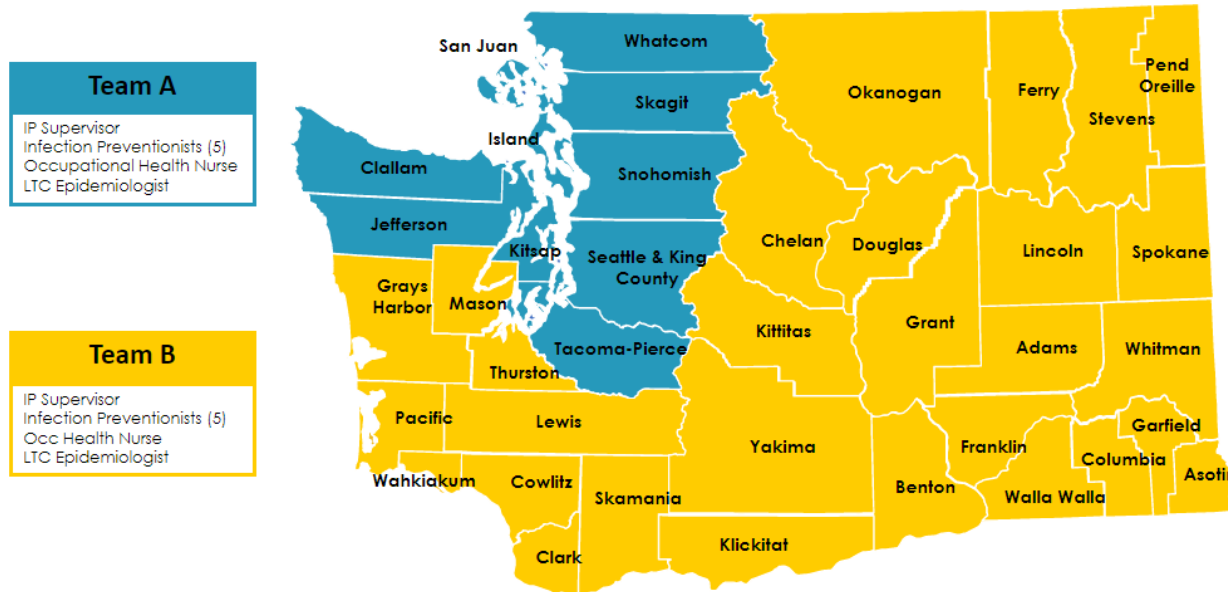 Team A
IP Supervisor
Infection Preventionists (5)
Occupational Health Nurse
LTC Epidemiologist
Team B
IP Supervisor
Infection Preventionists (5)
Occ Health Nurse
LTC Epidemiologist
San Juan
Whatcom
Skagit
Island
Snohomish
Clallam
Jefferson
Kitsap
Seattle & King
County
Tacoma-Pierce
Okanogan
Ferry
Stevens
Pend
Oreille
Chelan
Douglas
Lincoln
Spokane
Grays
Harbor
Mason
Kittitas
Grant
Adams
Whitman
Thurston
Pacific
Lewis
Yakima
Franklin
Garfield
Columbia
Asotin
Wahkiakum
Cowlitz
Skamania
Benton
Walla Walla
Clark
Klickitat